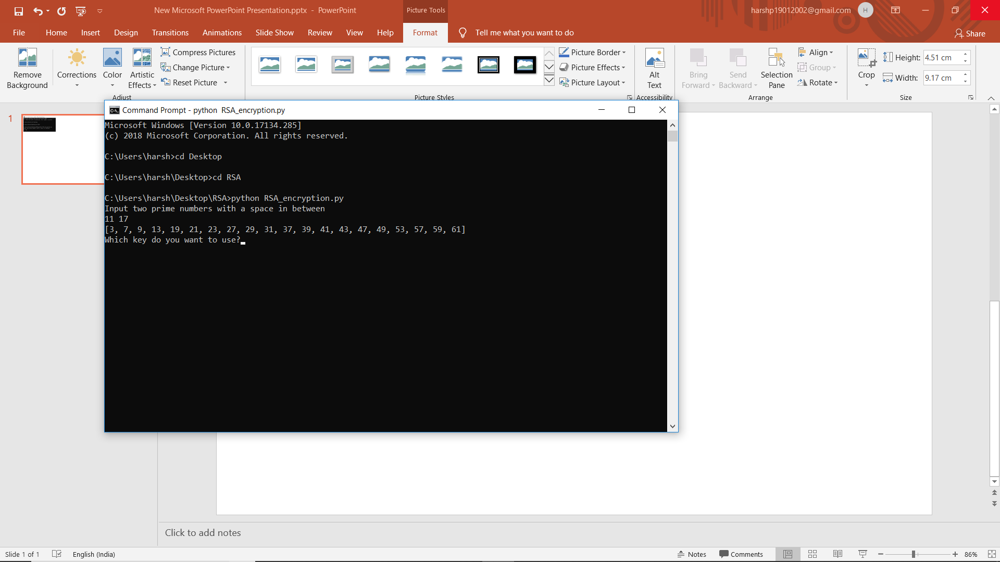 New Microsoft PowerPoint Presentation.pptx - PowerPoint
Picture Tools
harshp19012002@gmail.com
H
File Home Insert Design Transitions Animations Slide Show Review View Help Format Tell me what you want to do
Share
Remove Background
Corrections
Color
Artistic Effects
Compress Pictures
Change Picture
Reset Picture
Adjust
Picture Styles
Picture Border
Picture Effects
Picture Layout
Alt Text
Accessibility
Bring Forward
Send Backward
Selection Pane
Align
Group
Rotate
Arrange
Crop
Height: 4.51 cm
Width: 9.17 cm
Size
1
Command Prompt - python RSA_encryption.py
Microsoft Windows [Version 10.0.17134.285]
(c) 2018 Microsoft Corporation. All rights reserved.
C:\Users\harsh>cd Desktop
C:\Users\harsh\Desktop>cd RSA
C:\Users\harsh\Desktop\RSA>python RSA_encryption.py
Input two prime numbers with a space in between
11 17
[3, 7, 9, 13, 19, 21, 23, 27, 29, 31, 37, 39, 41, 43, 47, 49, 53, 57, 59, 61]
Which key do you want to use?
Click to add notes
Slide 1 of 1
English (India)
Notes
Comments
86%